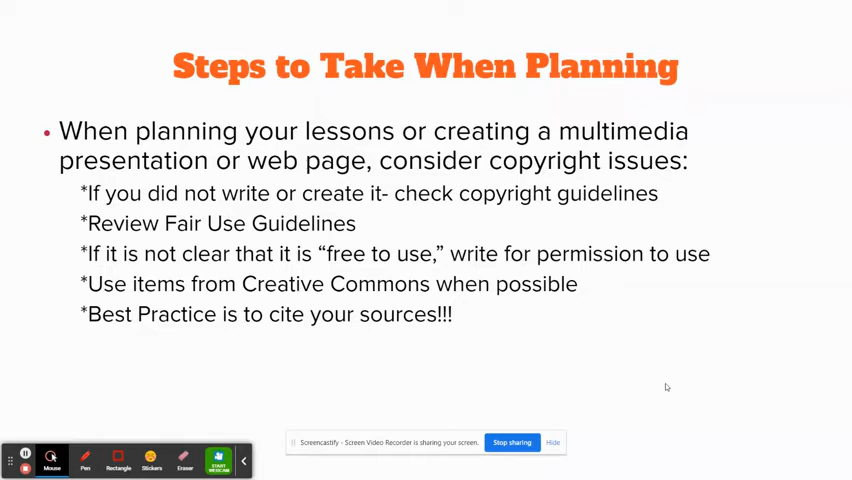 Steps to Take When Planning
• When planning your lessons or creating a multimedia
presentation or web page, consider copyright issues:
*If you did not write or create it- check copyright guidelines
*Review Fair Use Guidelines
*If it is not clear that it is “free to use,” write for permission to use
*Use items from Creative Commons when possible
*Best Practice is to cite your sources!!!
Screencastify - Screen Video Recorder is sharing your screen. Stop sharing Hide
Mouse Pen Rectangle Stickers Eraser START WEBCAM